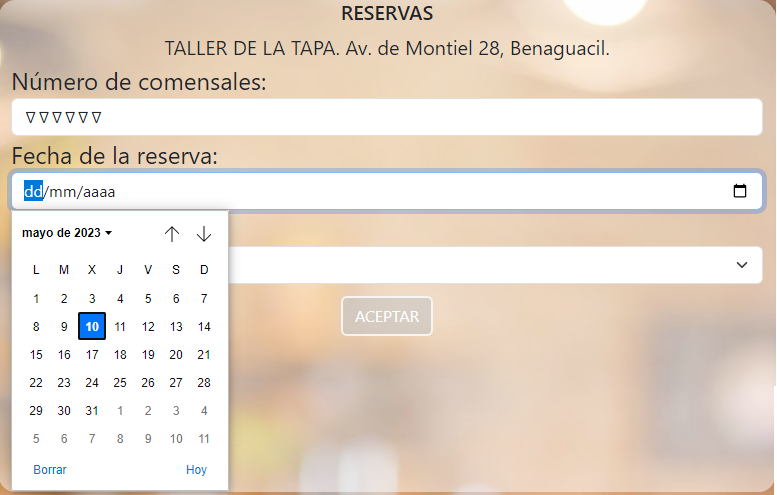 RESERVAS
TALLER DE LA TAPA. Av. de Montiel 28, Benaguacil.
Número de comensales:
∇∇∇∇∇∇
Fecha de la reserva:
dd/mm/aaaa
mayo de 2023
L M X J V S D
1 2 3 4 5 6 7
8 9 10 11 12 13 14
15 16 17 18 19 20 21
22 23 24 25 26 27 28
29 30 31 1 2 3 4
5 6 7 8 9 10 11
Borrar Hoy
ACEPTAR